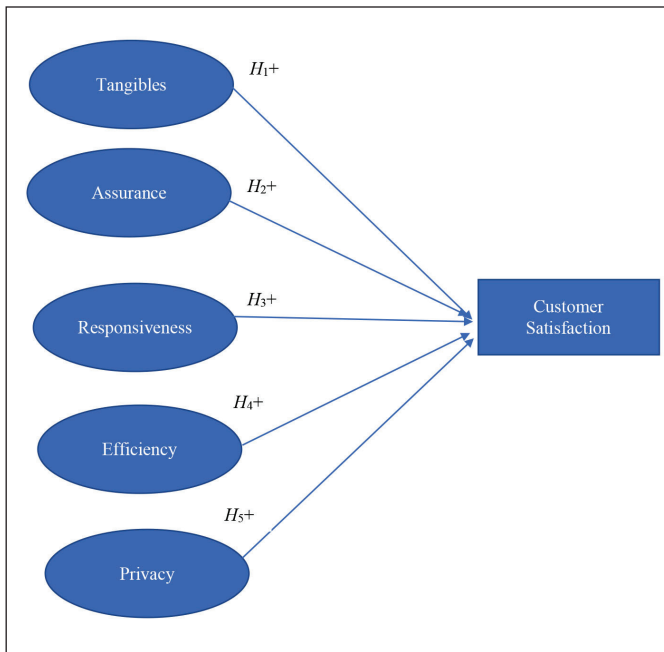 H₁+
Tangibles
H₂+
Assurance
H₃+
Responsiveness
Customer
Satisfaction
H₄+
Efficiency
H₅+
Privacy